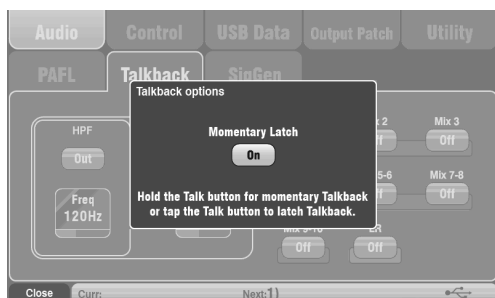 Audio Control USB Data Output Patch Utility
PAFL Talkback SigGen
Talkback options
HPF
Momentary Latch
Mix 3
Out
On
Off
Mix 7-8
Freq
120Hz
Hold the Talk button for momentary Talkback
or tap the Talk button to latch Talkback.
Off
Off Off
Close Curr: Next:1)